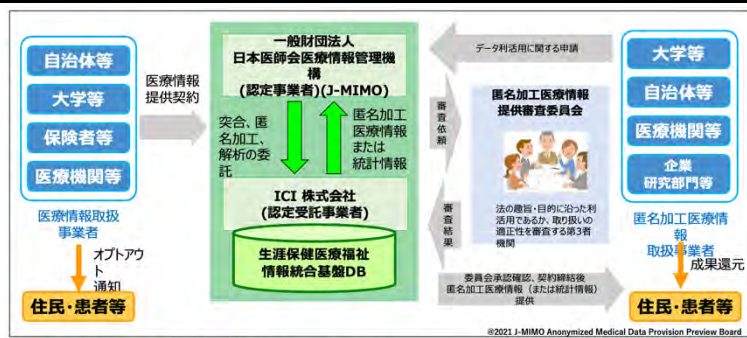 自治体等
大学等
保険者等
医療機関等
医療情報取扱
事業者
オプトアウ
ト
通知
住民・患者等
医療情報
提供契約
一般財団法人
日本医師会医療情報管理機
構
(認定事業者)(J-MIMO)
突合、匿
名加工、
解析の委
託
匿名加工
医療情報
または
統計情報
ICI 株式会社
(認定受託事業者)
生涯保健医療福祉
情報統合基盤DB
データ利活用に関する申請
審査依頼
匿名加工医療情報
提供審査委員会
法の趣旨・目的に沿った利
活用であるか、取り扱いの
適正性を審査する第3者
機関
審査結果
委員会承認確認、契約締結後
匿名加工医療情報（または統計情報）
提供
大学等
自治体等
医療機関等
企業
研究部門等
匿名加工医療情
報
取扱事業者
成果還元
住民・患者等
©2021 J-MIMO Anonymized Medical Data Provision Preview Board